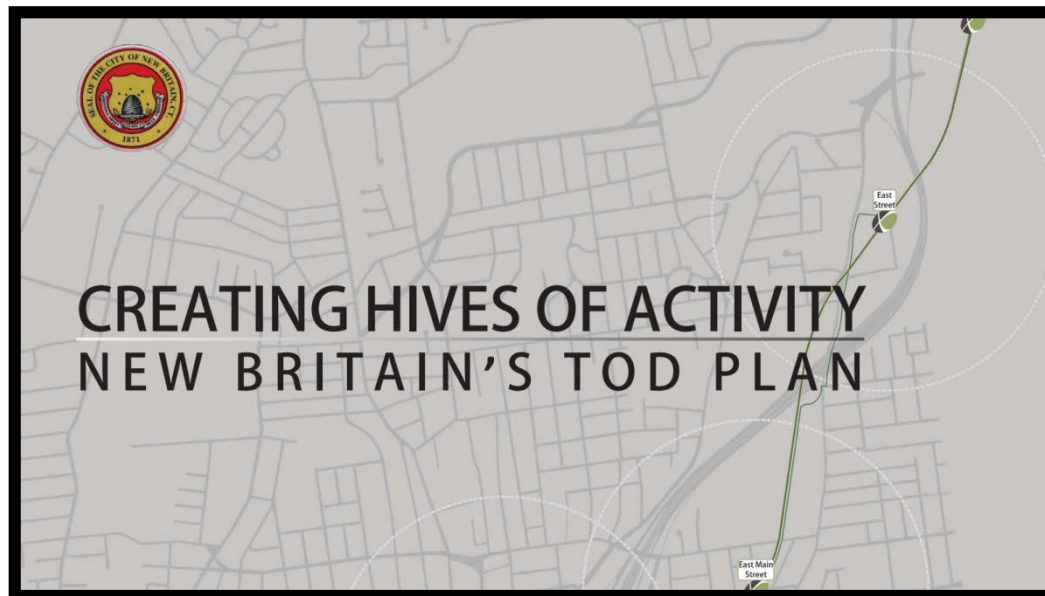 SEAL OF THE CITY OF NEW BRITAIN, CT.
1871
East
Street
CREATING HIVES OF ACTIVITY
NEW BRITAIN'S TOD PLAN
East Main
Street